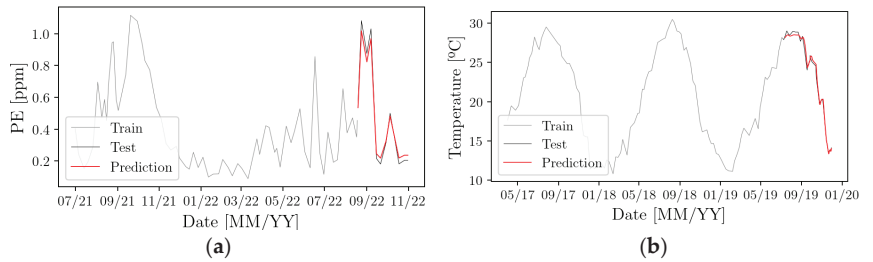 1.0
0.8
0.6
0.4
0.2
PE [ppm]
Train
Test
Prediction
07/21 09/21 11/21 01/22 03/22 05/22 07/22 09/22 11/22
Date [MM/YY]
(a)
30
25
20
15
10
Temperature [ºC]
Train
Test
Prediction
05/17 09/17 01/18 05/18 09/18 01/19 05/19 09/19 01/20
Date [MM/YY]
(b)